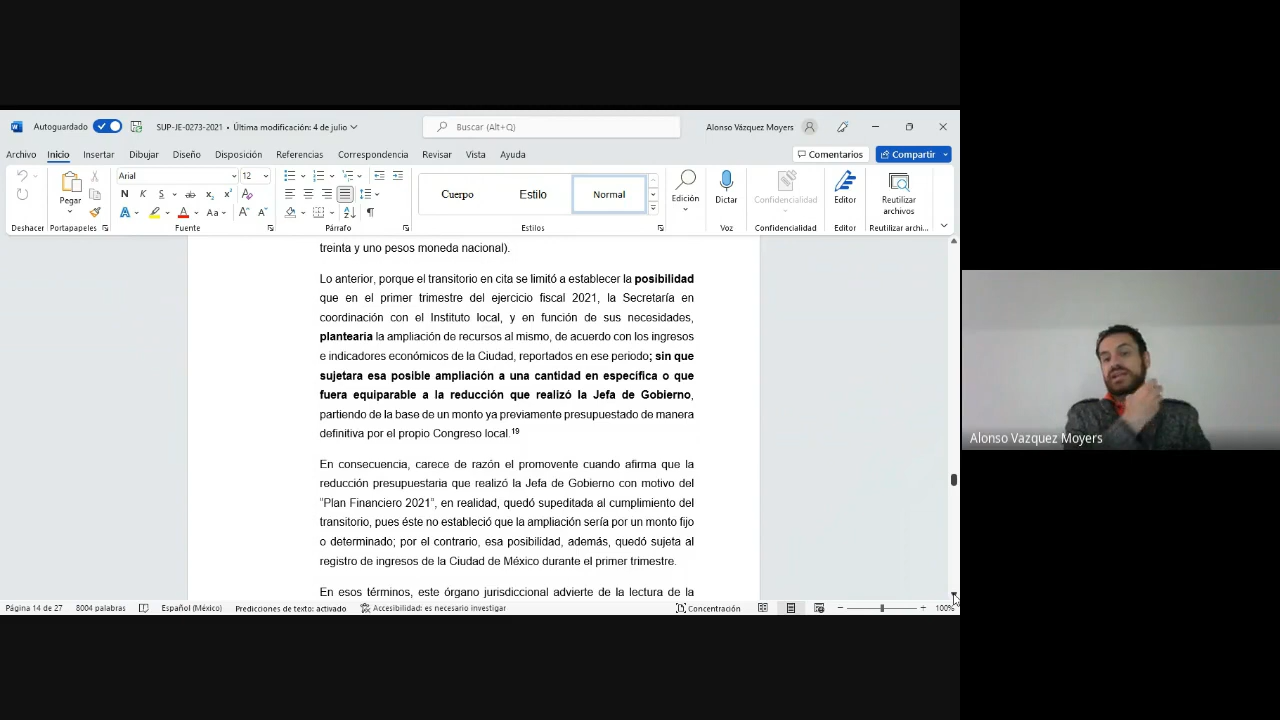 Autoguardado
SUP-JE-0273-2021 • Última modificación: 4 de julio
Buscar (Alt+Q)
Alonso Vázquez Moyers
Archivo Inicio Insertar Dibujar Diseño Disposición Referencias Correspondencia Revisar Vista Ayuda
Comentarios Compartir
Pegar
Arial 12
N K S ab x₂ x² A
A A Aa A A
Cuerpo Estilo Normal
Edición
Dictar
Confidencialidad
Editor
Reutilizar
archivos
Deshacer Portapapeles Fuente Párrafo Estilos Voz Confidencialidad Editor Reutilizar archi...
treinta y uno pesos moneda nacional).
Lo anterior, porque el transitorio en cita se limitó a establecer la posibilidad
que en el primer trimestre del ejercicio fiscal 2021, la Secretaría en
coordinación con el Instituto local, y en función de sus necesidades,
plantearía la ampliación de recursos al mismo, de acuerdo con los ingresos
e indicadores económicos de la Ciudad, reportados en ese periodo; sin que
sujetara esa posible ampliación a una cantidad en específica o que
fuera equiparable a la reducción que realizó la Jefa de Gobierno,
partiendo de la base de un monto ya previamente presupuestado de manera
definitiva por el propio Congreso local.19
En consecuencia, carece de razón el promovente cuando afirma que la
reducción presupuestaria que realizó la Jefa de Gobierno con motivo del
"Plan Financiero 2021", en realidad, quedó supeditada al cumplimiento del
transitorio, pues éste no estableció que la ampliación sería por un monto fijo
o determinado; por el contrario, esa posibilidad, además, quedó sujeta al
registro de ingresos de la Ciudad de México durante el primer trimestre.
En esos términos, este órgano jurisdiccional advierte de la lectura de la
Página 14 de 27 8004 palabras Español (México) Predicciones de texto: activado Accesibilidad: es necesario investigar Concentración 100%
Alonso Vazquez Moyers